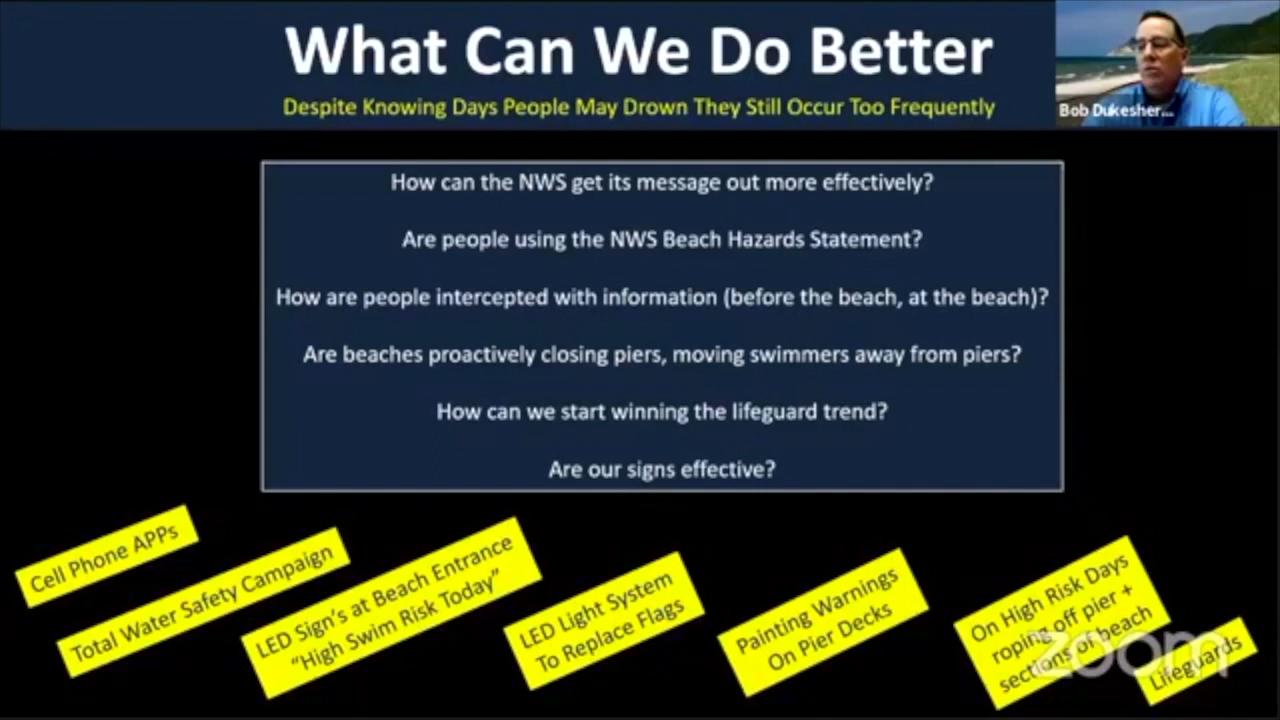 What Can We Do Better
Despite Knowing Days People May Drown They Still Occur Too Frequently
Bob Dukesher...
How can the NWS get its message out more effectively?
Are people using the NWS Beach Hazards Statement?
How are people intercepted with information (before the beach, at the beach)?
Are beaches proactively closing piers, moving swimmers away from piers?
How can we start winning the lifeguard trend?
Are our signs effective?
Cell Phone APPs
Total Water Safety Campaign
LED Sign's at Beach Entrance
"High Swim Risk Today"
LED Light System
To Replace Flags
Painting Warnings
On Pier Decks
On High Risk Days
roping off pier +
sections of beach
Lifeguards
zoom